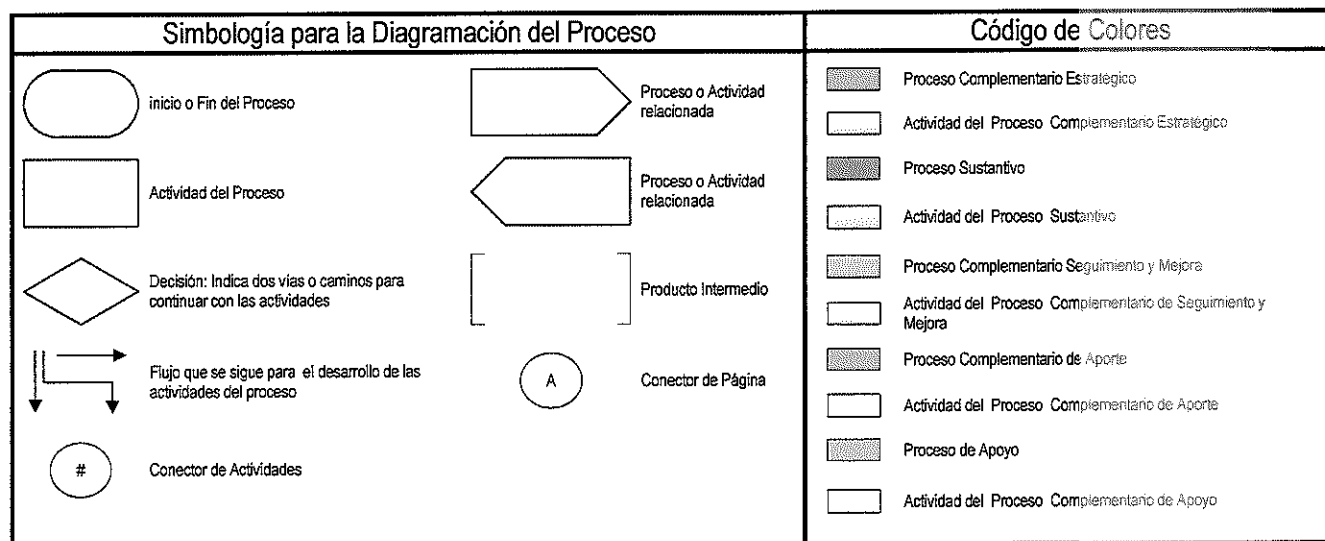 Simbología para la Diagramación del Proceso
inicio o Fin del Proceso
Actividad del Proceso
Decisión: Indica dos vías o caminos para
continuar con las actividades
Flujo que se sigue para el desarrollo de las
actividades del proceso
#
Conector de Actividades
Proceso o Actividad
relacionada
Proceso o Actividad
relacionada
Producto Intermedio
A
Conector de Página
Código de Colores
Proceso Complementario Estratégico
Actividad del Proceso Complementario Estratégico
Proceso Sustantivo
Actividad del Proceso Sustantivo
Proceso Complementario Seguimiento y Mejora
Actividad del Proceso Complementario de Seguimiento y
Mejora
Proceso Complementario de Aporte
Actividad del Proceso Complementario de Aporte
Proceso de Apoyo
Actividad del Proceso Complementario de Apoyo